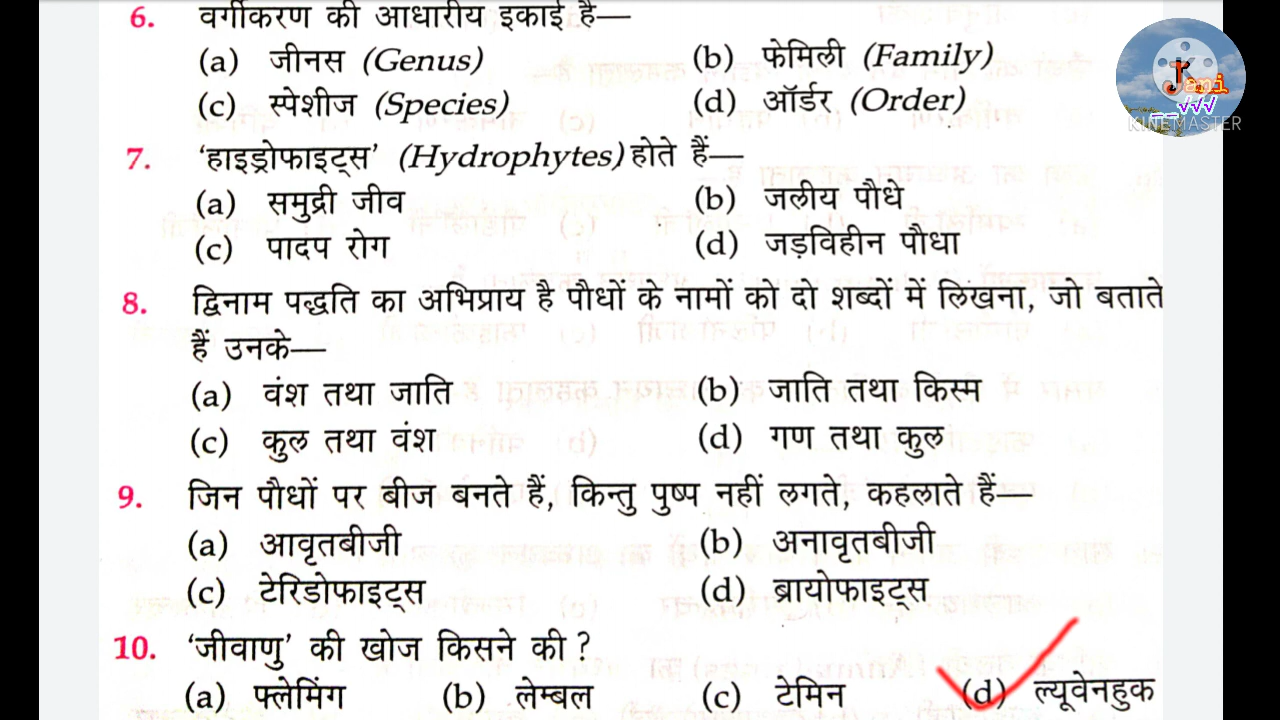 6. वर्गीकरण की आधारीय इकाई है—
(a) जीनस (Genus) (b) फेमिली (Family)
(c) स्पेशीज (Species) (d) ऑर्डर (Order)
7. ‘हाइड्रोफाइट्स’ (Hydrophytes) होते हैं—
(a) समुद्री जीव (b) जलीय पौधे
(c) पादप रोग (d) जड़विहीन पौधा
8. द्विनाम पद्धति का अभिप्राय है पौधों के नामों को दो शब्दों में लिखना, जो बताते
हैं उनके—
(a) वंश तथा जाति (b) जाति तथा किस्म
(c) कुल तथा वंश (d) गण तथा कुल
9. जिन पौधों पर बीज बनते हैं, किन्तु पुष्प नहीं लगते, कहलाते हैं—
(a) आवृतबीजी (b) अनावृतबीजी
(c) टेरिडोफाइट्स (d) ब्रायोफाइट्स
10. ‘जीवाणु’ की खोज किसने की ?
(a) फ्लेमिंग (b) लेम्बल (c) टेमिन (d) ल्यूवेनहुक
Jani
KINEMASTER